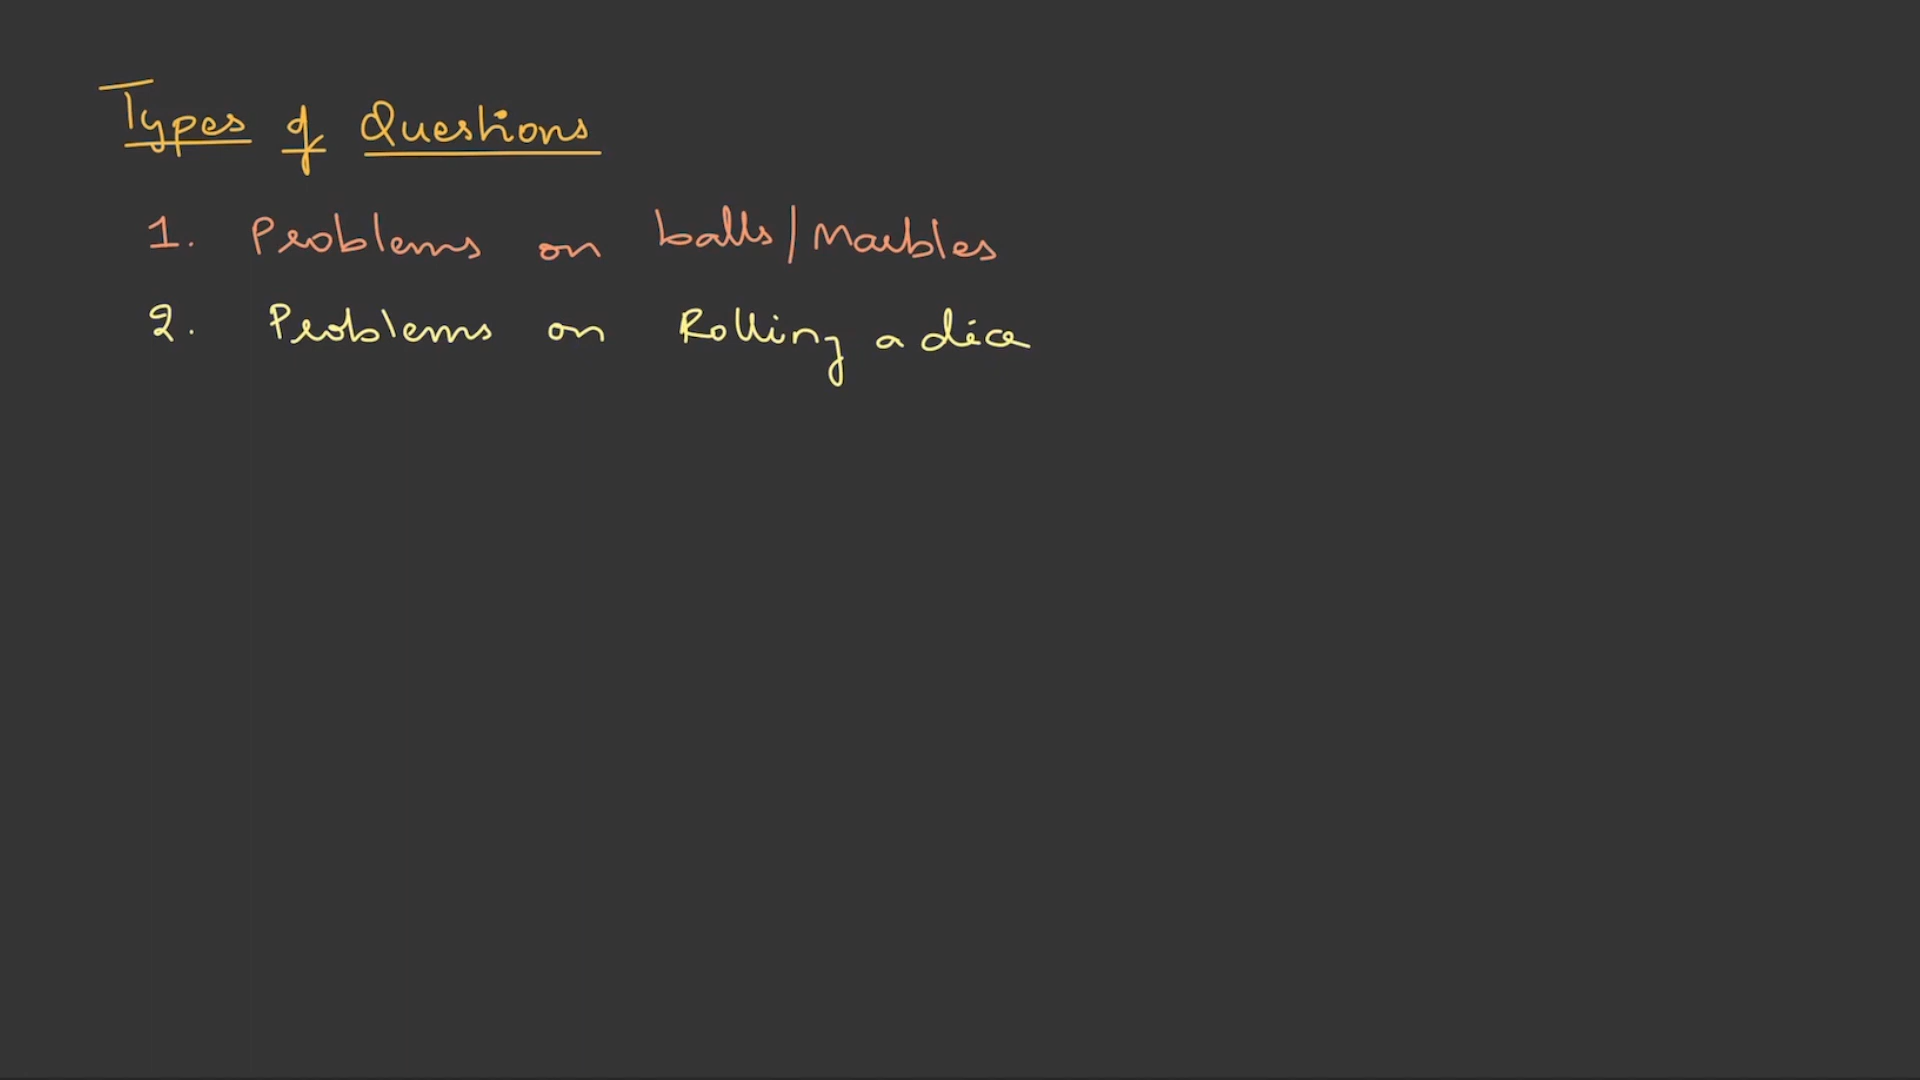 Types of Questions
1. Problems on balls/Marbles
2. Problems on Rolling a dice